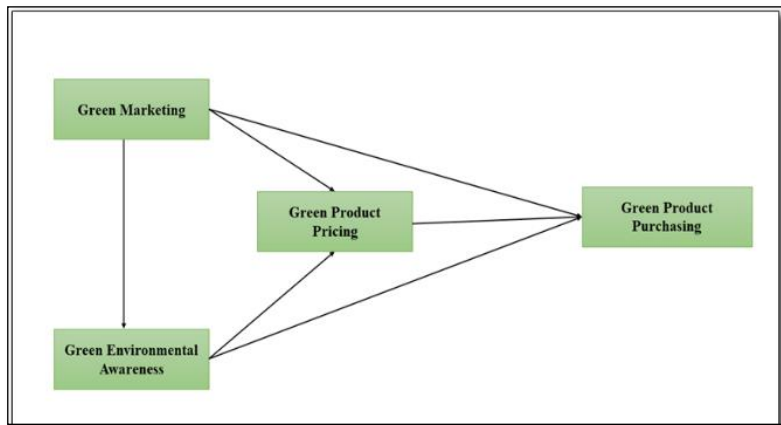 Green Marketing
Green Product
Pricing
Green Product
Purchasing
Green Environmental
Awareness